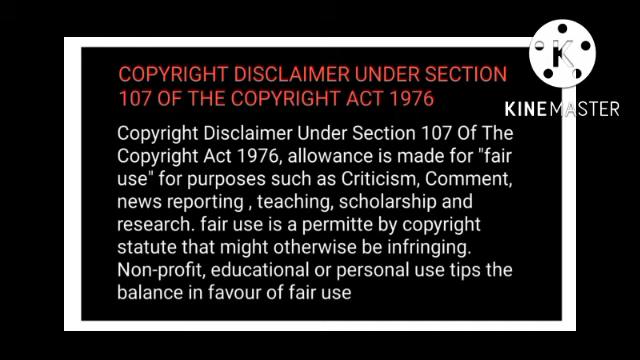 COPYRIGHT DISCLAIMER UNDER SECTION
107 OF THE COPYRIGHT ACT 1976
Copyright Disclaimer Under Section 107 Of The
Copyright Act 1976, allowance is made for "fair
use" for purposes such as Criticism, Comment,
news reporting , teaching, scholarship and
research. fair use is a permitte by copyright
statute that might otherwise be infringing.
Non-profit, educational or personal use tips the
balance in favour of fair use
K
KINEMASTER